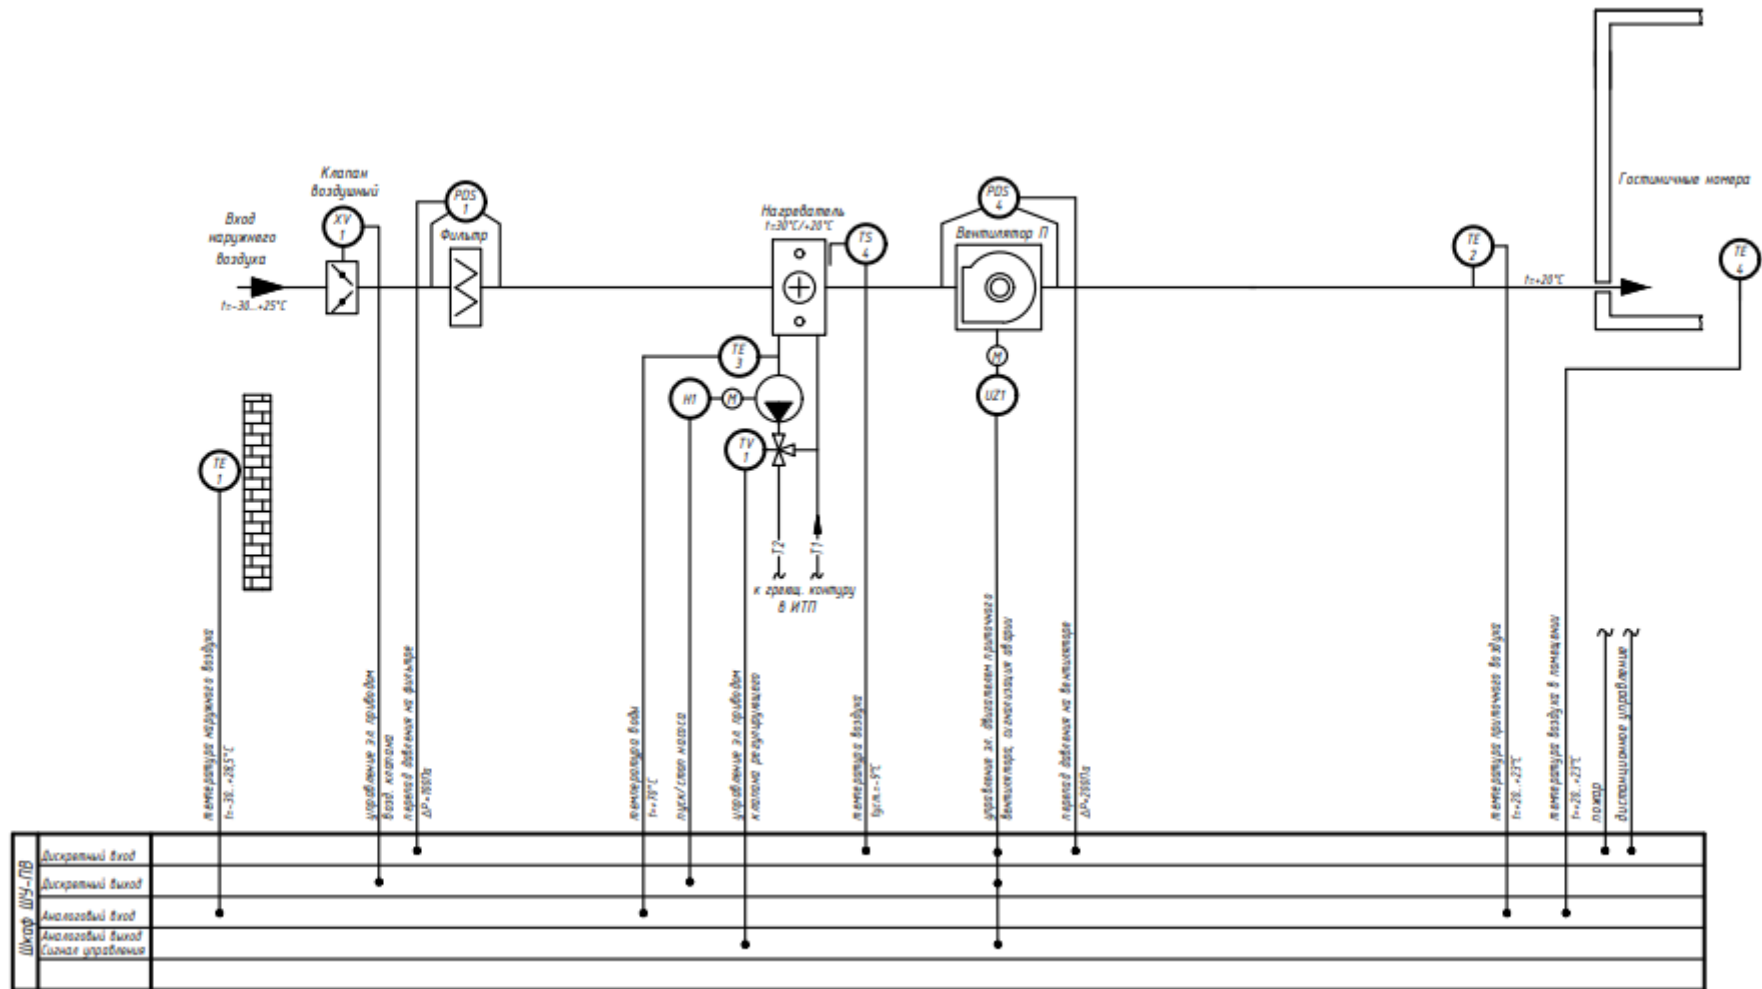 Клапан
воздушный
XV
1
Вход
наружнего
воздуха
t=-30...+25°C
PDS
1
Фильтр
Нагреватель
t=30°C/+20°C
TS
4
PDS
4
Вентилятор П
TE
2
t=+20°C
Гостиничные номера
TE
4
TE
3
H1
M
TV
1
M
UZ1
TE
1
T2
T1
к греющ. контуру
в ИТП
температура наружного воздуха
t=-30...+28,5°C
управление эл. приводом
возд. клапана
перепад давления на фильтре
температура воды
t=+70°C
пуск/стоп насоса
управление эл. приводом
клапана регулирующего
температура воздуха
tуст.=-9°C
управление эл. двигателем приточного
вентилятора, сигнализация аварии
перепад давления на вентиляторе
ΔP=200Па
температура приточного воздуха
t=+20...+23°C
температура воздуха в помещении
t=+20...+23°C
пожар
дистанционное управление
Шкаф ШУ-ПВ
Дискретный вход
Дискретный выход
Аналоговый вход
Аналоговый выход
Сигнал управления